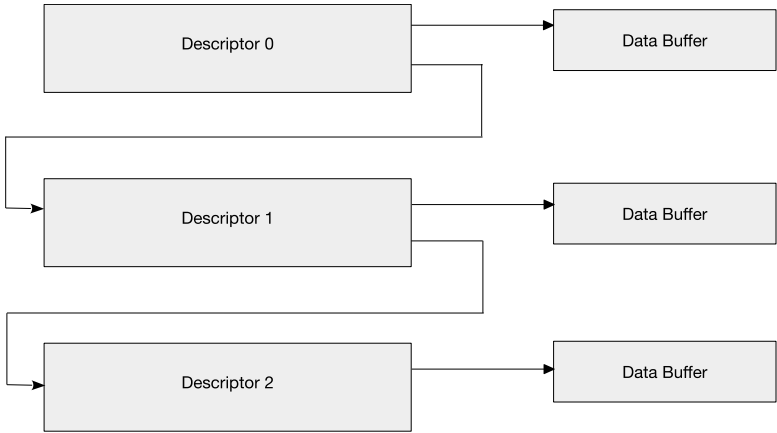 Descriptor 0
Data Buffer
Descriptor 1
Data Buffer
Descriptor 2
Data Buffer